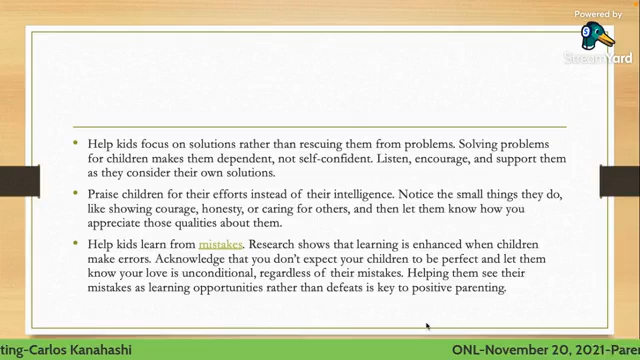 Powered by
StreamYard
• Help kids focus on solutions rather than rescuing them from problems. Solving problems
for children makes them dependent, not self-confident. Listen, encourage, and support them
as they consider their own solutions.
• Praise children for their efforts instead of their intelligence. Notice the small things they do,
like showing courage, honesty, or caring for others, and then let them know how you
appreciate those qualities about them.
• Help kids learn from mistakes. Research shows that learning is enhanced when children
make errors. Acknowledge that you don't expect your children to be perfect and let them
know your love is unconditional, regardless of their mistakes. Helping them see their
mistakes as learning opportunities rather than defeats is key to positive parenting.
ting-Carlos Kanahashi ONL-November 20, 2021-Paren